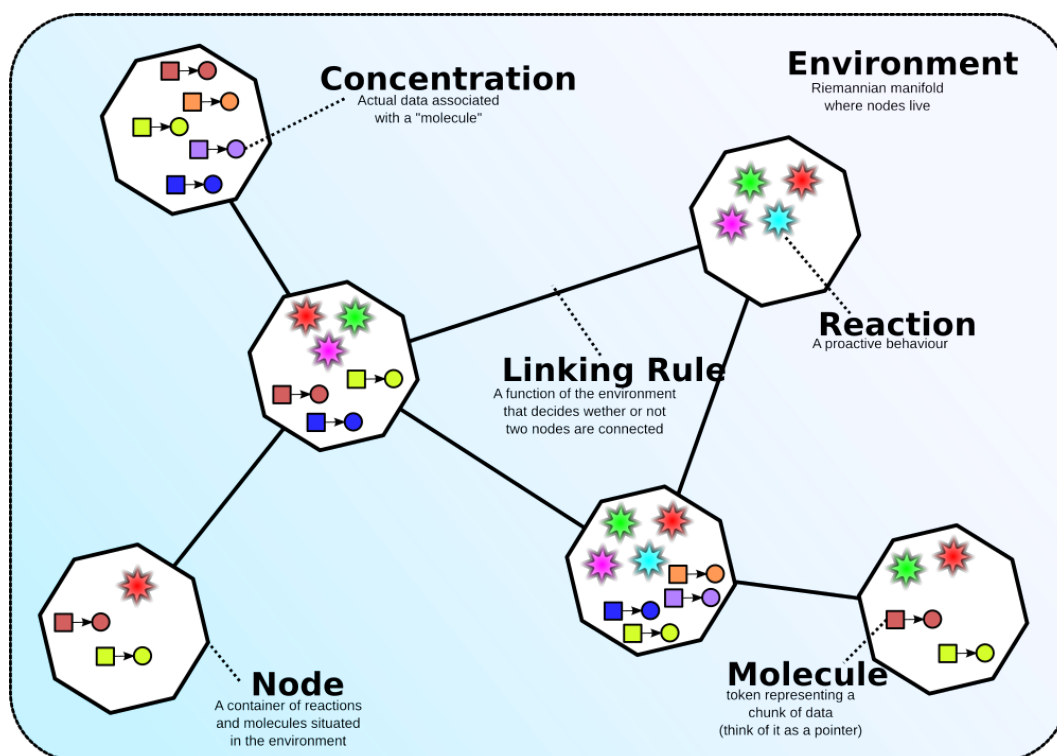 Concentration
Actual data associated
with a "molecule"
Environment
Riemannian manifold
where nodes live
Reaction
A proactive behaviour
Linking Rule
A function of the environment
that decides wether or not
two nodes are connected
Node
A container of reactions
and molecules situated
in the environment
Molecule
token representing a
chunk of data
(think of it as a pointer)